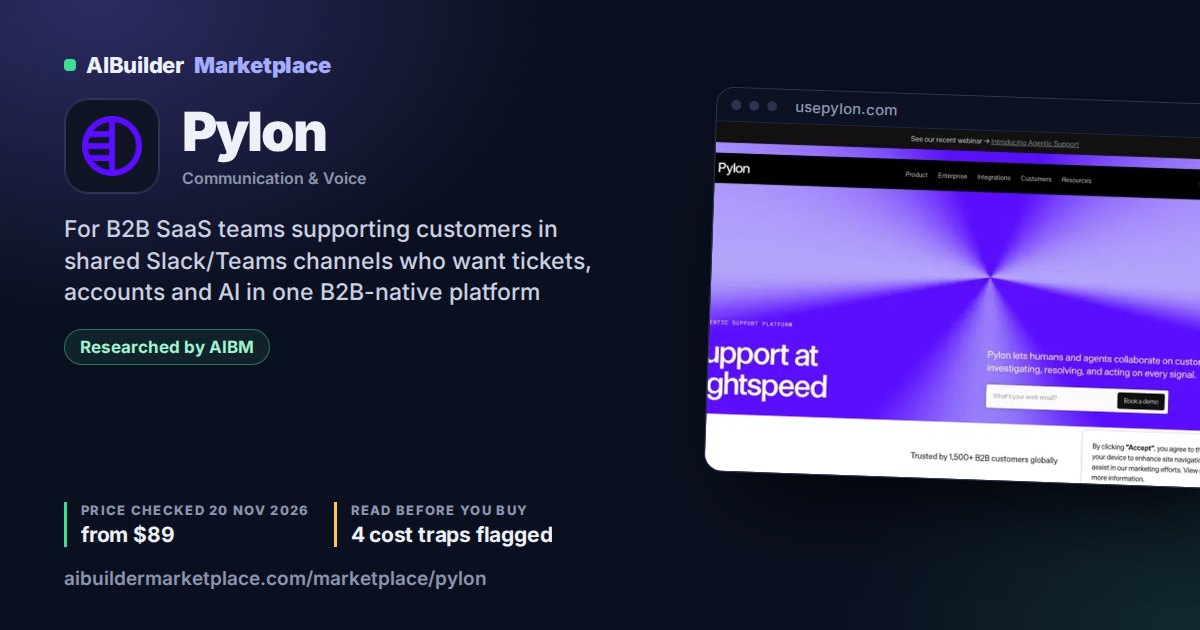 AIBuilder Marketplace
Pylon
Communication & Voice
For B2B SaaS teams supporting customers in
shared Slack/Teams channels who want tickets,
accounts and AI in one B2B-native platform
Researched by AIBM
PRICE CHECKED 20 NOV 2026
from $89
READ BEFORE YOU BUY
4 cost traps flagged
aibuildermarketplace.com/marketplace/pylon
usepylon.com
See our recent webinar → Introducing Agentic Support
Pylon
Product Enterprise Integrations Customers Resources
ENTIC SUPPORT PLATFORM
upport at
ghtspeed
Pylon lets humans and agents collaborate on custo
investigating, resolving, and acting on every signal.
What's your work email?
Book a demo
Trusted by 1,500+ B2B customers globally
By clicking "Accept", you agree to th
your device to enhance site navigatio
assist in our marketing efforts. View
more information.